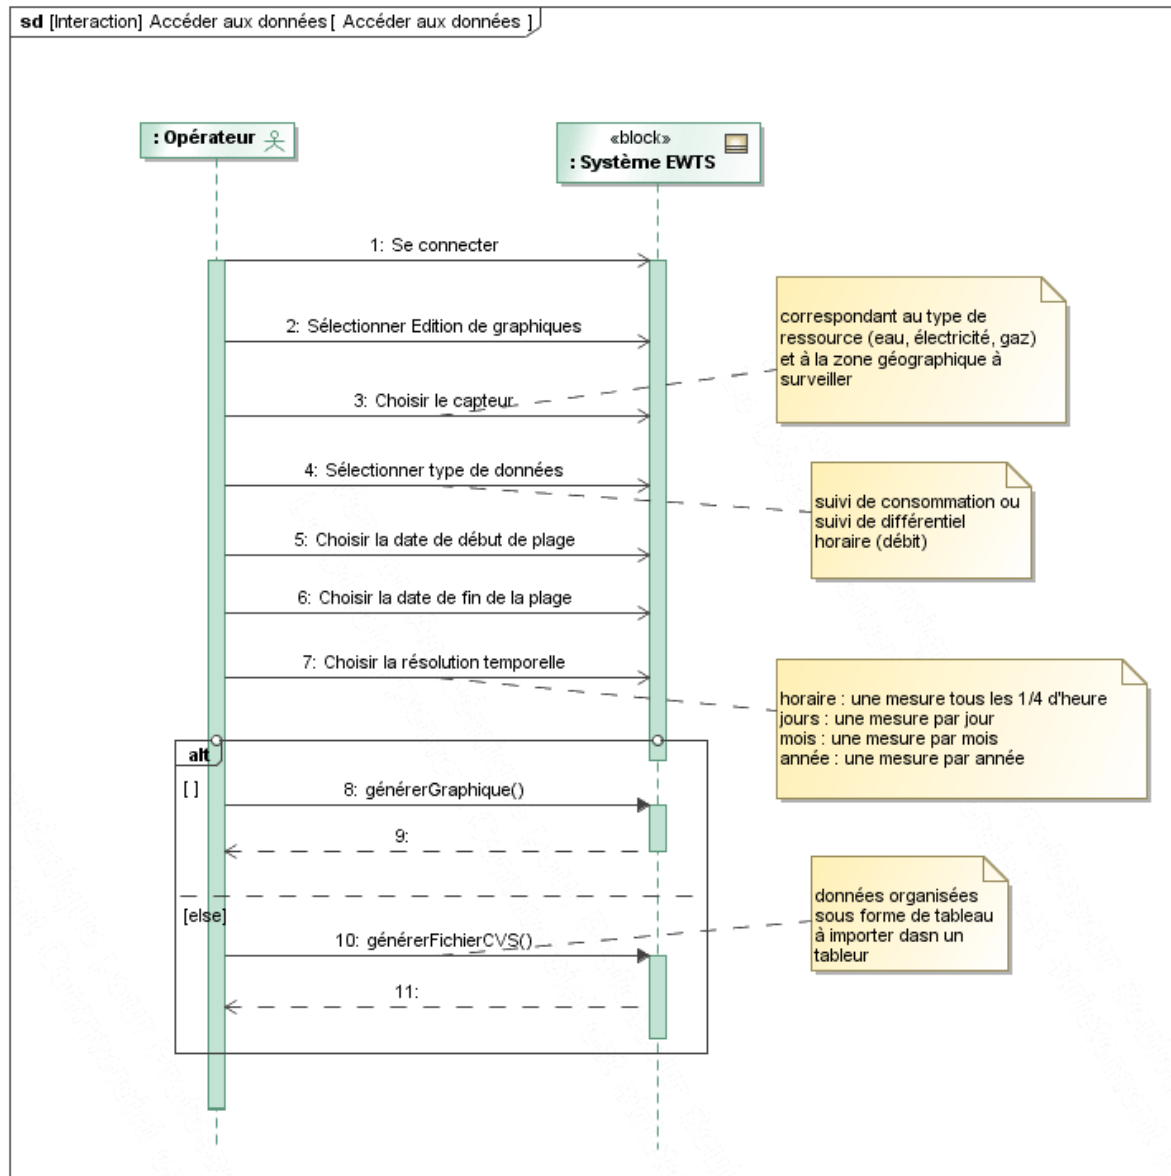 sd [Interaction] Accéder aux données [ Accéder aux données ]
: Opérateur
«block»
: Système EWTS
1: Se connecter
correspondant au type de
ressource (eau, électricité, gaz)
et à la zone géographique à
surveiller
2: Sélectionner Edition de graphiques
3: Choisir le capteur
4: Sélectionner type de données
suivi de consommation ou
suivi de différentiel
horaire (débit)
5: Choisir la date de début de plage
6: Choisir la date de fin de la plage
7: Choisir la résolution temporelle
horaire : une mesure tous les 1/4 d'heure
jours : une mesure par jour
mois : une mesure par mois
année : une mesure par année
alt
[ ]
8: générerGraphique()
9:
données organisées
sous forme de tableau
à importer dasn un
tableur
[else]
10: générerFichierCVS()
11: